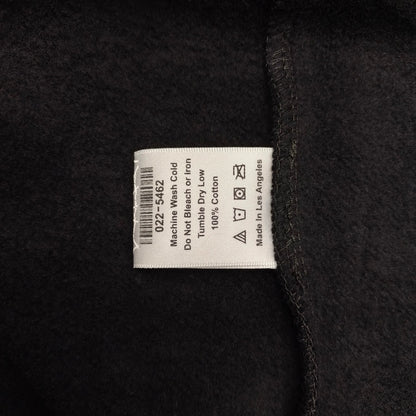 022-5462
Machine Wash Cold
Do Not Bleach or Iron
Tumble Dry Low
100% Cotton
Made In Los Angeles